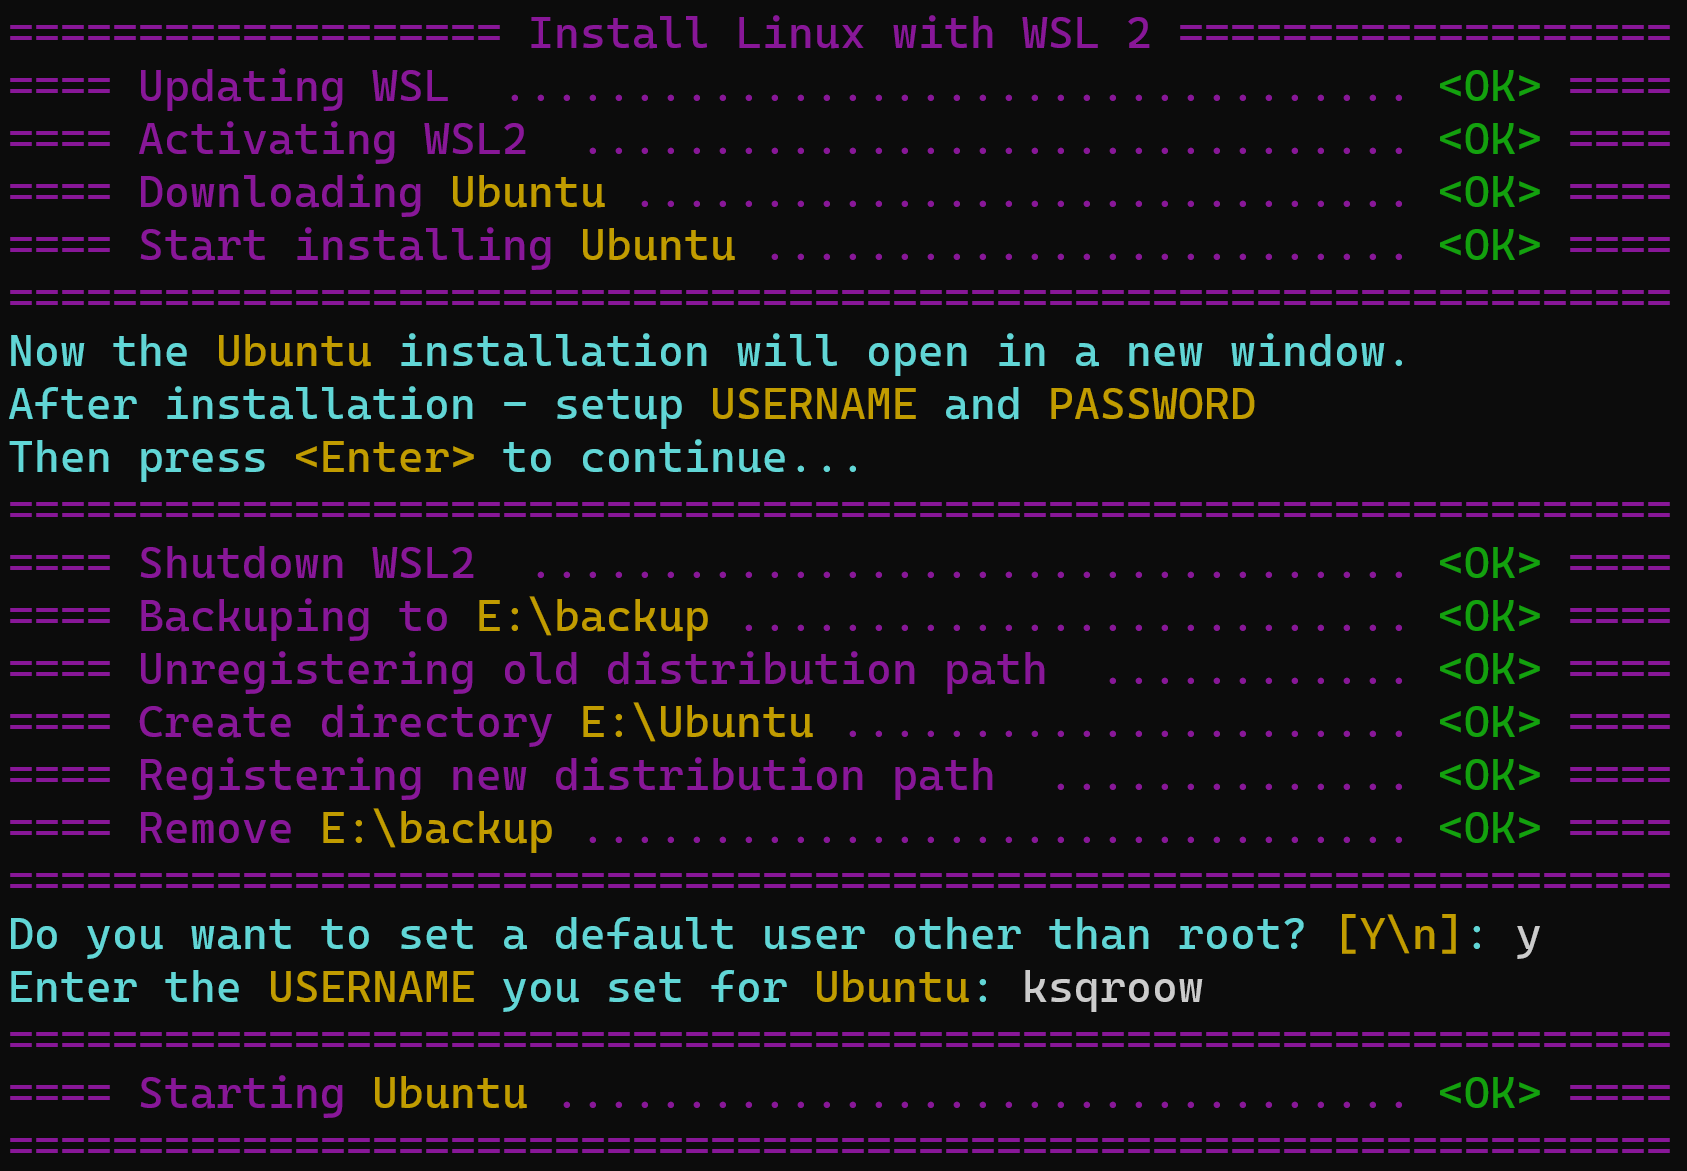 =================== Install Linux with WSL 2 ===================
==== Updating WSL  ................................... <OK> ====
==== Activating WSL2  ................................ <OK> ====
==== Downloading Ubuntu .............................. <OK> ====
==== Start installing Ubuntu ......................... <OK> ====
================================================================
Now the Ubuntu installation will open in a new window.
After installation - setup USERNAME and PASSWORD
Then press <Enter> to continue...
================================================================
==== Shutdown WSL2  .................................. <OK> ====
==== Backuping to E:\backup .......................... <OK> ====
==== Unregistering old distribution path  ............ <OK> ====
==== Create directory E:\Ubuntu ...................... <OK> ====
==== Registering new distribution path  .............. <OK> ====
==== Remove E:\backup ................................ <OK> ====
================================================================
Do you want to set a default user other than root? [Y\n]: y
Enter the USERNAME you set for Ubuntu: ksqroow
================================================================
==== Starting Ubuntu ................................. <OK> ====
================================================================